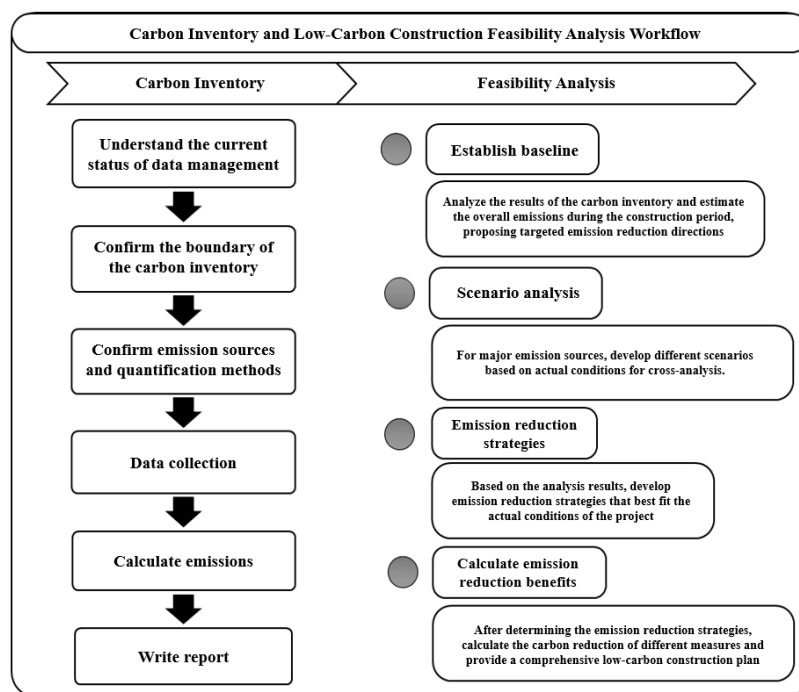 Carbon Inventory and Low-Carbon Construction Feasibility Analysis Workflow
Carbon Inventory
Feasibility Analysis
Understand the current
status of data management
Confirm the boundary of
the carbon inventory
Confirm emission sources
and quantification methods
Data collection
Calculate emissions
Write report
Establish baseline
Analyze the results of the carbon inventory and estimate
the overall emissions during the construction period,
proposing targeted emission reduction directions
Scenario analysis
For major emission sources, develop different scenarios
based on actual conditions for cross-analysis.
Emission reduction
strategies
Based on the analysis results, develop
emission reduction strategies that best fit the
actual conditions of the project
Calculate emission
reduction benefits
After determining the emission reduction strategies,
calculate the carbon reduction of different measures and
provide a comprehensive low-carbon construction plan